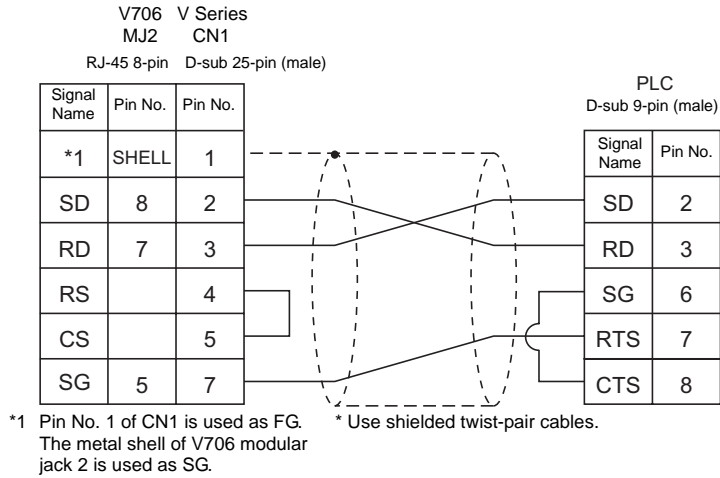 V706 V Series
MJ2 CN1
RJ-45 8-pin D-sub 25-pin (male)
Signal Name Pin No. Pin No.
*1 SHELL 1
SD 8 2
RD 7 3
RS 4
CS 5
SG 5 7
PLC
D-sub 9-pin (male)
Signal Name Pin No.
SD 2
RD 3
SG 6
RTS 7
CTS 8
*1 Pin No. 1 of CN1 is used as FG.
The metal shell of V706 modular
jack 2 is used as SG.
* Use shielded twist-pair cables.